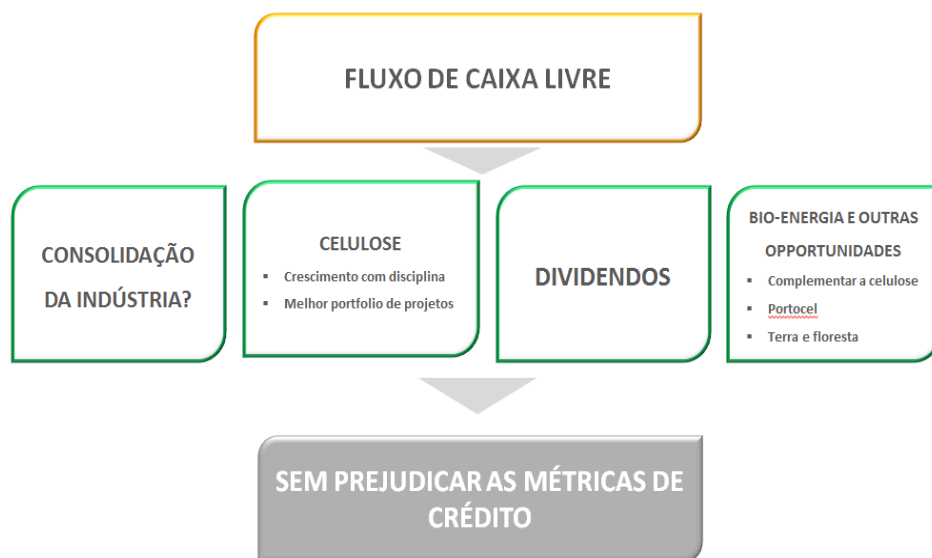 FLUXO DE CAIXA LIVRE
CONSOLIDAÇÃO
DA INDÚSTRIA?
CELULOSE
▪ Crescimento com disciplina
▪ Melhor portfolio de projetos
DIVIDENDOS
BIO-ENERGIA E OUTRAS
OPPORTUNIDADES
▪ Complementar a celulose
▪ Portocel
▪ Terra e floresta
SEM PREJUDICAR AS MÉTRICAS DE
CRÉDITO